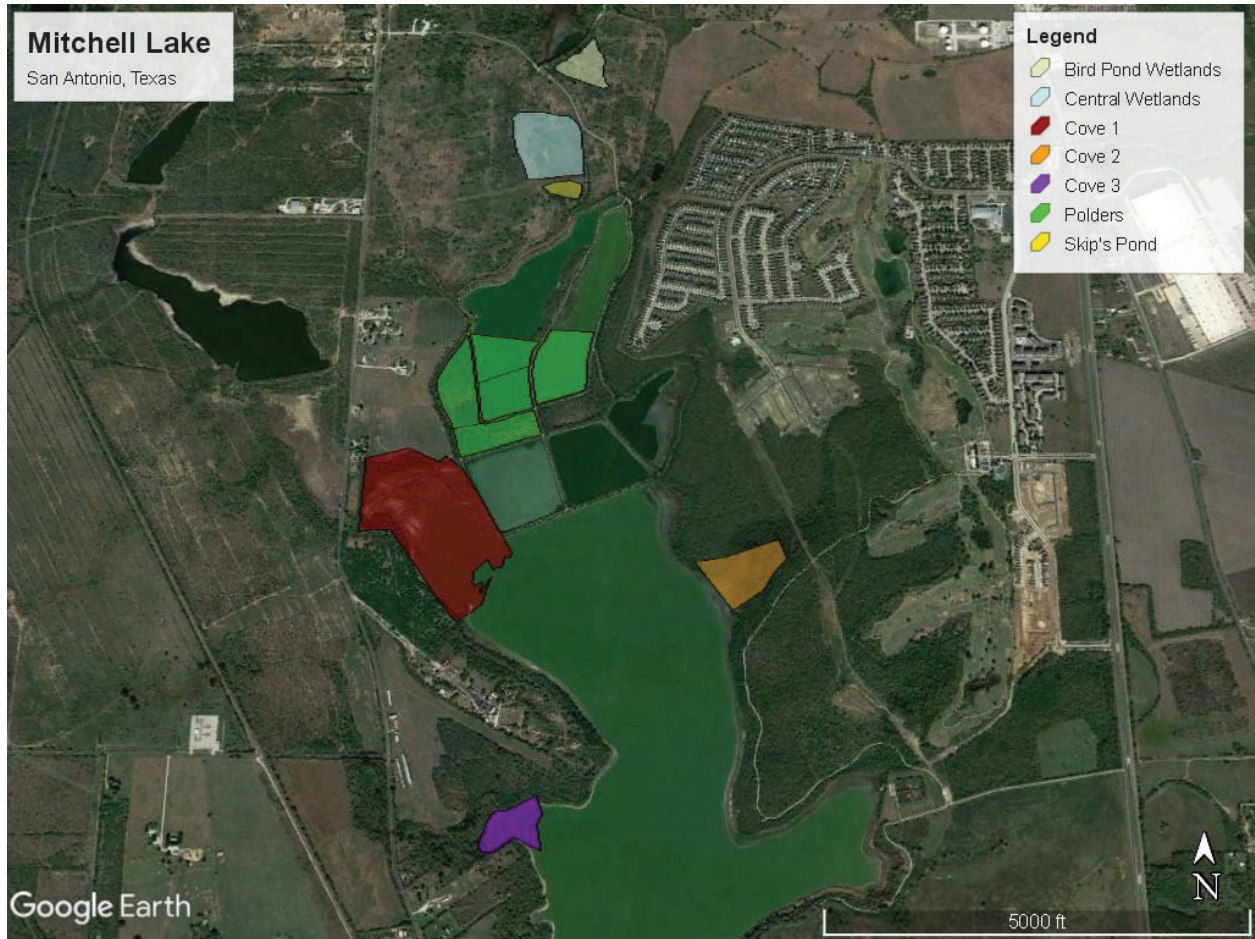 Mitchell Lake
San Antonio, Texas
Legend
Bird Pond Wetlands
Central Wetlands
Cove 1
Cove 2
Cove 3
Polders
Skip's Pond
Google Earth
N
5000 ft